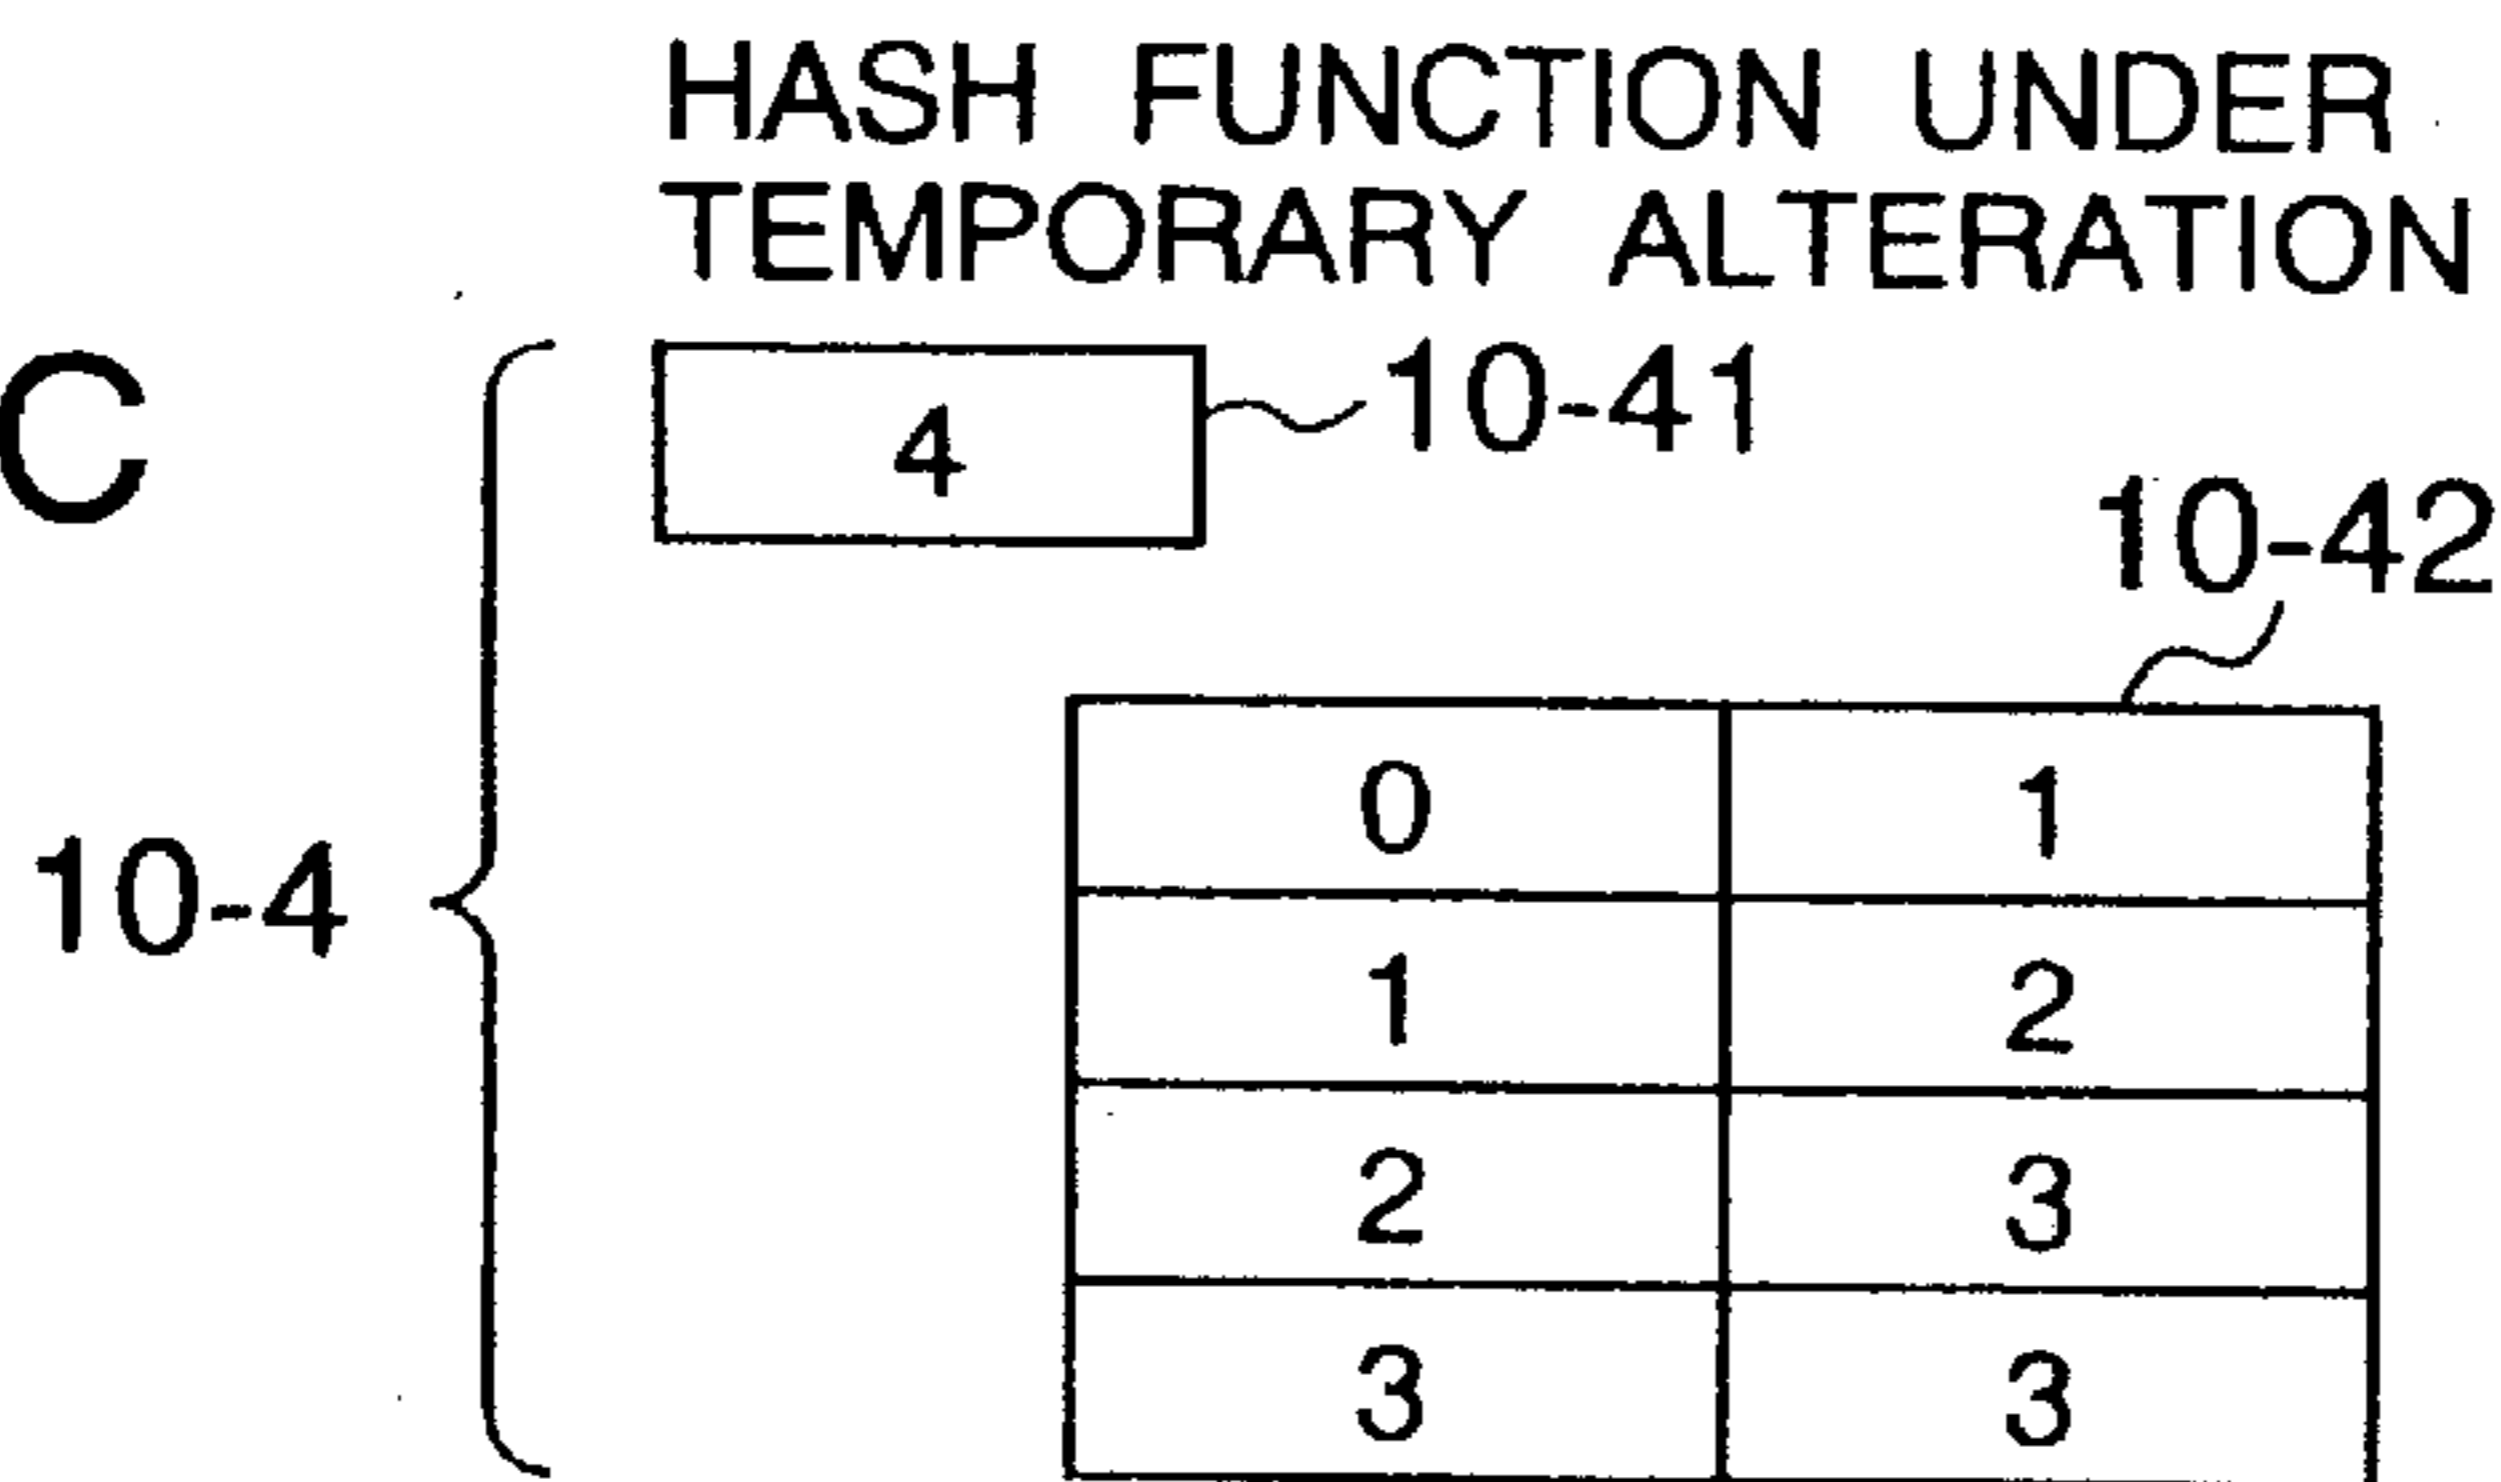 HASH FUNCTION UNDER
TEMPORARY ALTERATION
C
4 10-41
10-42
10-4
0 1
1 2
2 3
3 3